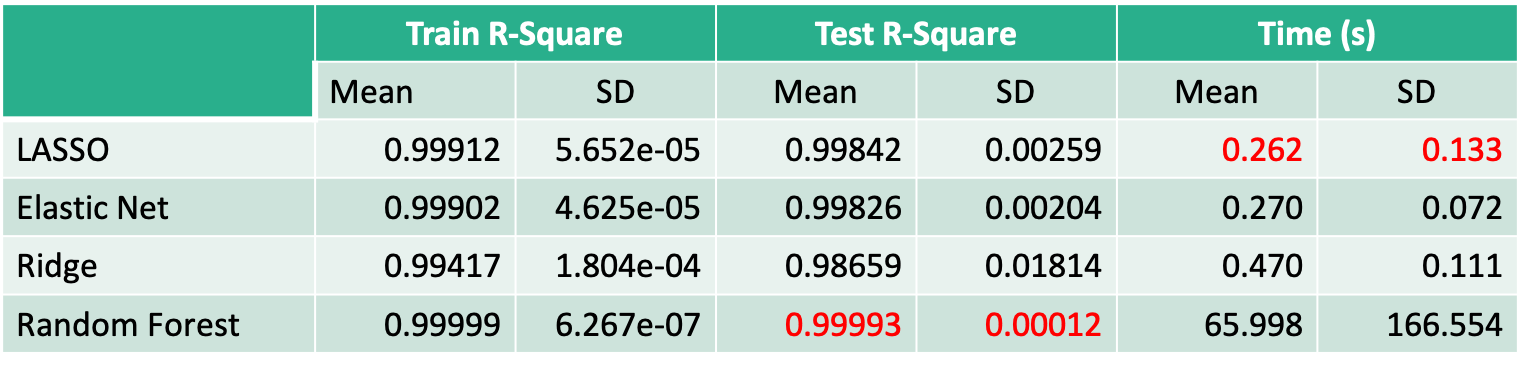 Train R-Square Test R-Square Time (s)
Mean SD Mean SD Mean SD
LASSO 0.99912 5.652e-05 0.99842 0.00259 0.262 0.133
Elastic Net 0.99902 4.625e-05 0.99826 0.00204 0.270 0.072
Ridge 0.99417 1.804e-04 0.98659 0.01814 0.470 0.111
Random Forest 0.99999 6.267e-07 0.99993 0.00012 65.998 166.554